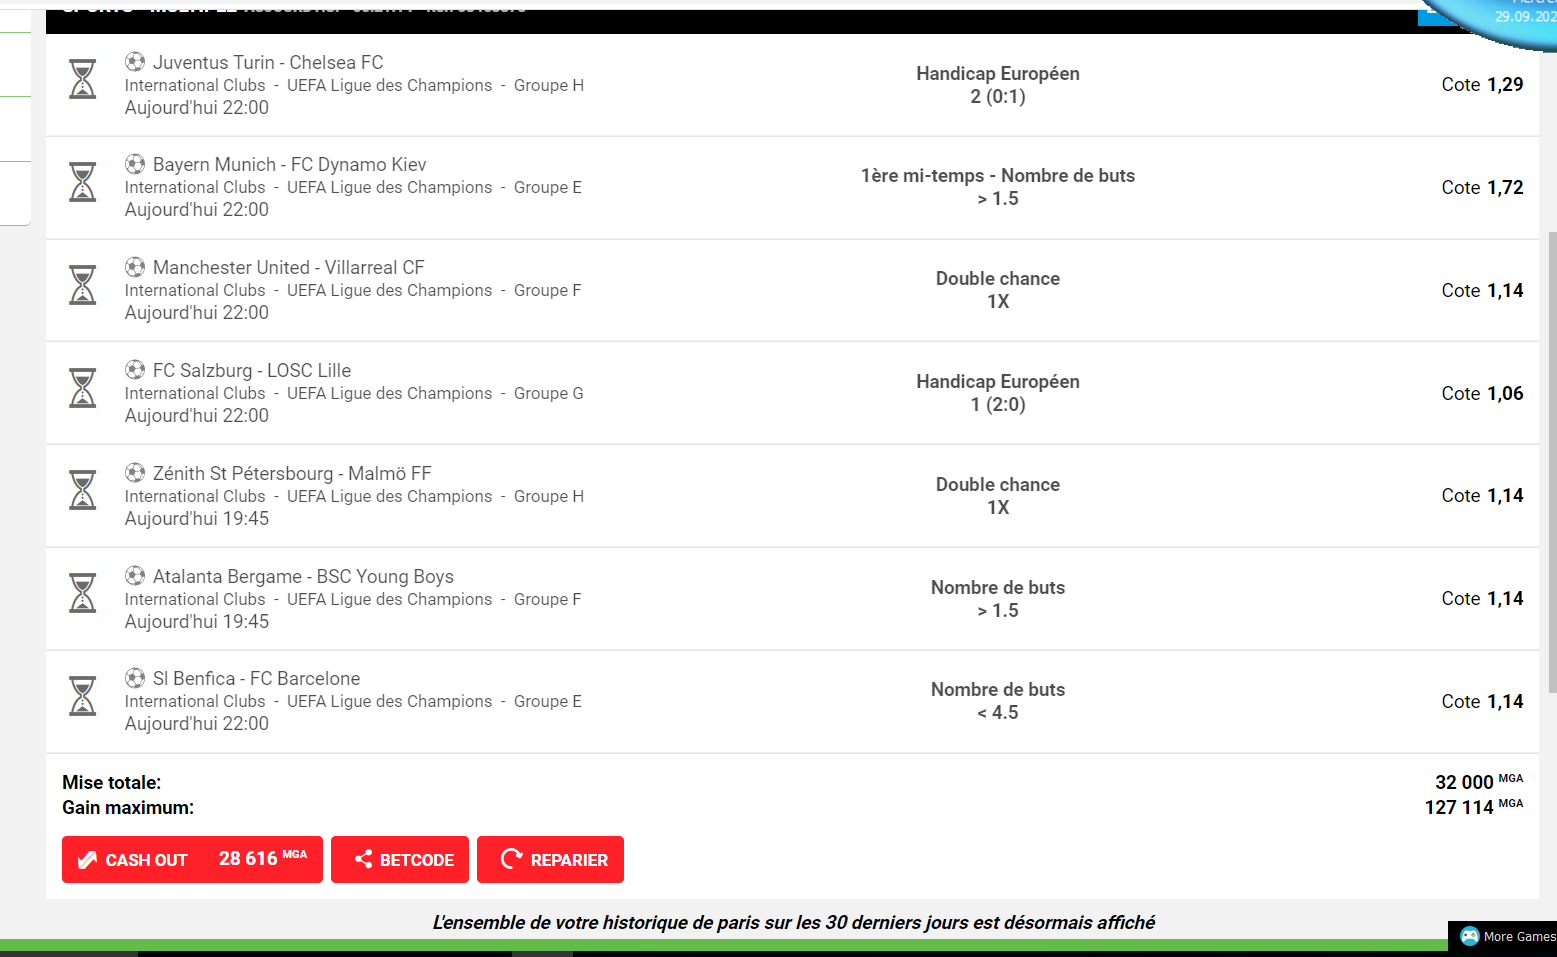 29.09.202
Juventus Turin - Chelsea FC
International Clubs - UEFA Ligue des Champions - Groupe H
Aujourd'hui 22:00
Handicap Européen
2 (0:1)
Cote 1,29
Bayern Munich - FC Dynamo Kiev
International Clubs - UEFA Ligue des Champions - Groupe E
Aujourd'hui 22:00
1ère mi-temps - Nombre de buts
> 1.5
Cote 1,72
Manchester United - Villarreal CF
International Clubs - UEFA Ligue des Champions - Groupe F
Aujourd'hui 22:00
Double chance
1X
Cote 1,14
FC Salzburg - LOSC Lille
International Clubs - UEFA Ligue des Champions - Groupe G
Aujourd'hui 22:00
Handicap Européen
1 (2:0)
Cote 1,06
Zénith St Pétersbourg - Malmö FF
International Clubs - UEFA Ligue des Champions - Groupe H
Aujourd'hui 19:45
Double chance
1X
Cote 1,14
Atalanta Bergame - BSC Young Boys
International Clubs - UEFA Ligue des Champions - Groupe F
Aujourd'hui 19:45
Nombre de buts
> 1.5
Cote 1,14
Sl Benfica - FC Barcelone
International Clubs - UEFA Ligue des Champions - Groupe E
Aujourd'hui 22:00
Nombre de buts
< 4.5
Cote 1,14
Mise totale: 32 000 MGA
Gain maximum: 127 114 MGA
CASH OUT 28 616 MGA BETCODE REPARIER
L'ensemble de votre historique de paris sur les 30 derniers jours est désormais affiché
More Games